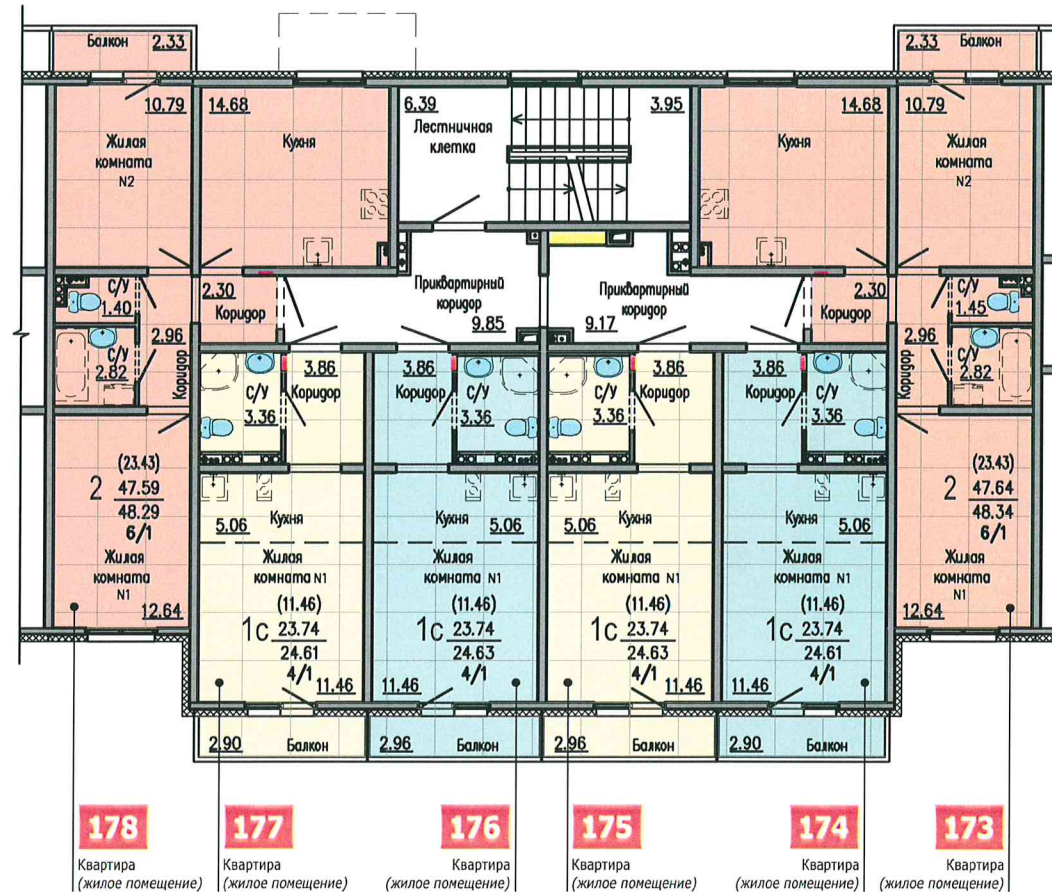 Балкон 2.33
2.33 Балкон
10.79
14.68
6.39
3.95
14.68
10.79
Лестничная
клетка
Жилая
комната
N2
Кухня
Кухня
Жилая
комната
N2
С/У
1.40
2.30
Коридор
Приквартирный
коридор
9.85
Приквартирный
коридор
9.17
2.30
Коридор
С/У
1.45
2.96
Коридор
С/У
2.82
2.96
Коридор
С/У
2.82
3.86
Коридор
С/У
3.36
3.86
Коридор
С/У
3.36
3.86
Коридор
С/У
3.36
3.86
Коридор
С/У
3.36
(23.43)
2 47.59
48.29
6/1
Жилая
комната
N1
12.64
Кухня
5.06
Жилая
комната N1
(11.46)
1с 23.74
24.61
4/1
11.46
Кухня
5.06
Жилая
комната N1
(11.46)
1с 23.74
24.63
4/1
11.46
Кухня
5.06
Жилая
комната N1
(11.46)
1с 23.74
24.63
4/1
11.46
Кухня
5.06
Жилая
комната N1
(11.46)
1с 23.74
24.61
4/1
11.46
(23.43)
2 47.64
48.34
6/1
Жилая
комната
N1
12.64
2.90 Балкон
2.96 Балкон
2.96 Балкон
2.90 Балкон
178
Квартира
(жилое помещение)
177
Квартира
(жилое помещение)
176
Квартира
(жилое помещение)
175
Квартира
(жилое помещение)
174
Квартира
(жилое помещение)
173
Квартира
(жилое помещение)